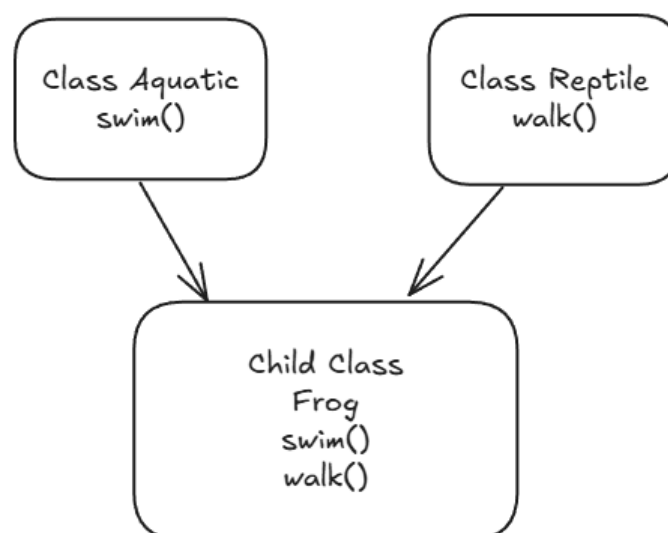 Class Aquatic
swim()
Class Reptile
walk()
Child Class
Frog
swim()
walk()